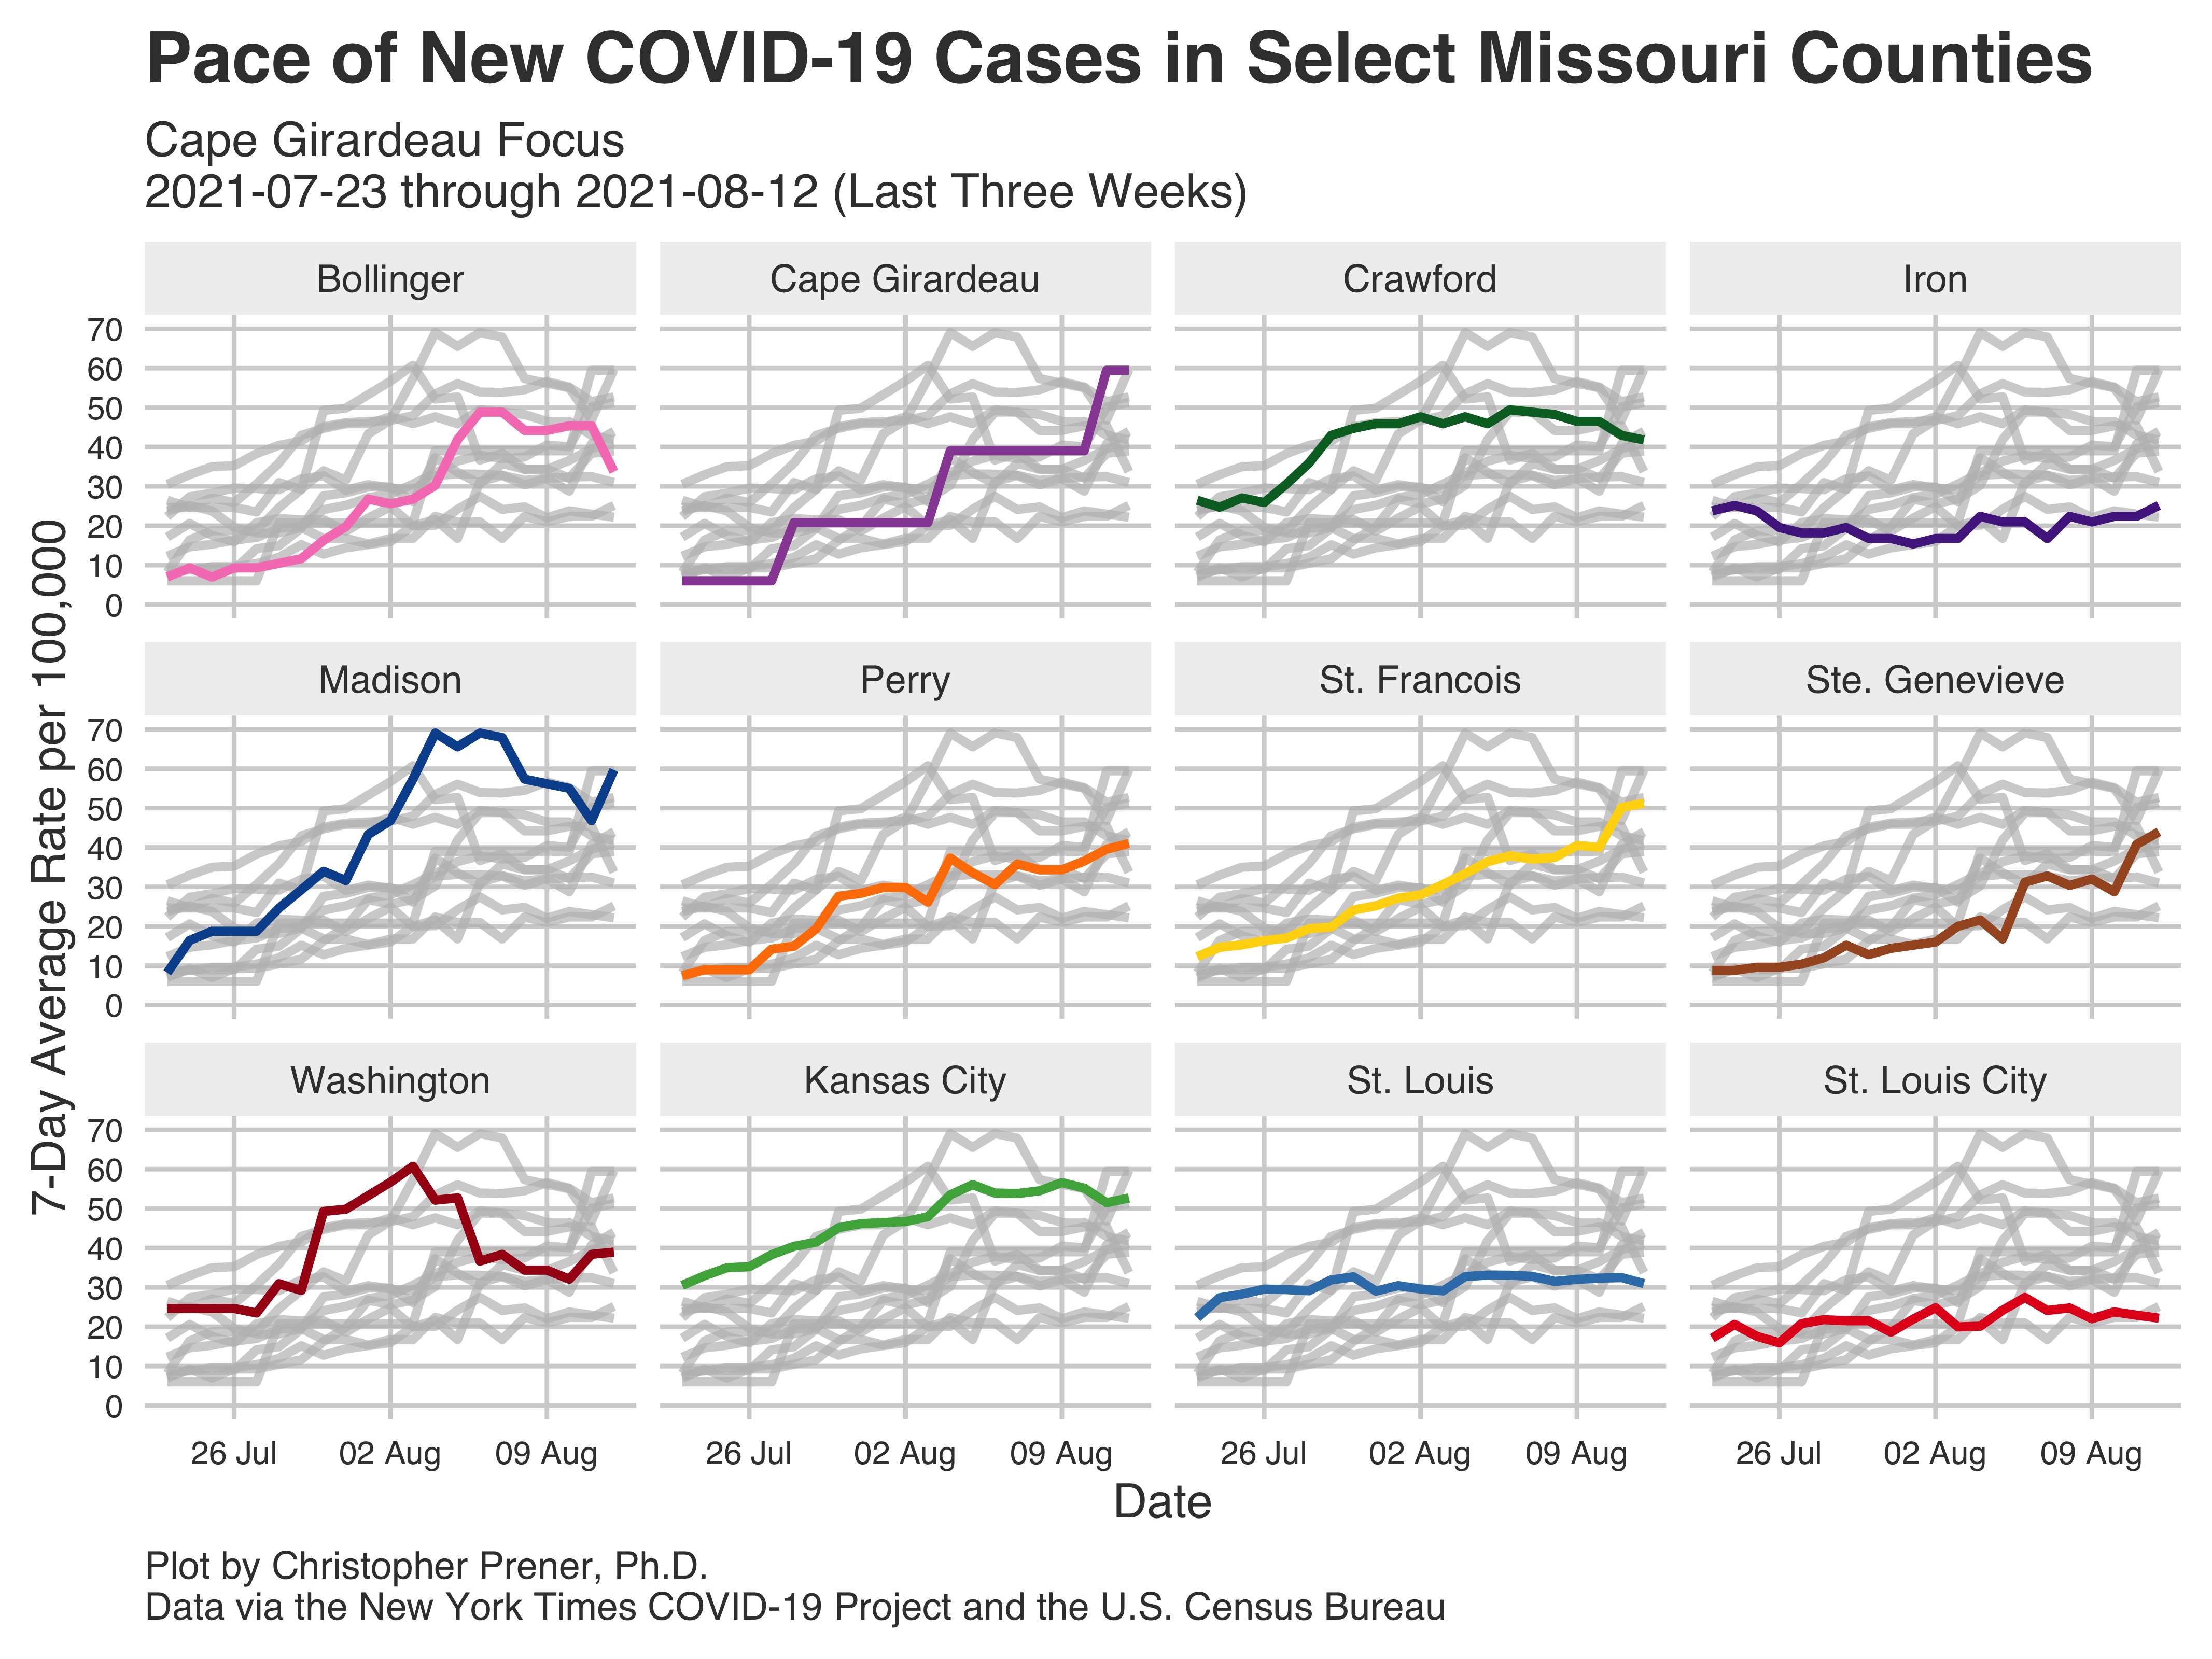 Pace of New COVID-19 Cases in Select Missouri Counties
Cape Girardeau Focus
2021-07-23 through 2021-08-12 (Last Three Weeks)
7-Day Average Rate per 100,000
Bollinger
Cape Girardeau
Crawford
Iron
70
60
50
40
30
20
10
0
Madison
Perry
St. Francois
Ste. Genevieve
70
60
50
40
30
20
10
0
Washington
Kansas City
St. Louis
St. Louis City
70
60
50
40
30
20
10
0
26 Jul 02 Aug 09 Aug
26 Jul 02 Aug 09 Aug
26 Jul 02 Aug 09 Aug
26 Jul 02 Aug 09 Aug
Date
Plot by Christopher Prener, Ph.D.
Data via the New York Times COVID-19 Project and the U.S. Census Bureau